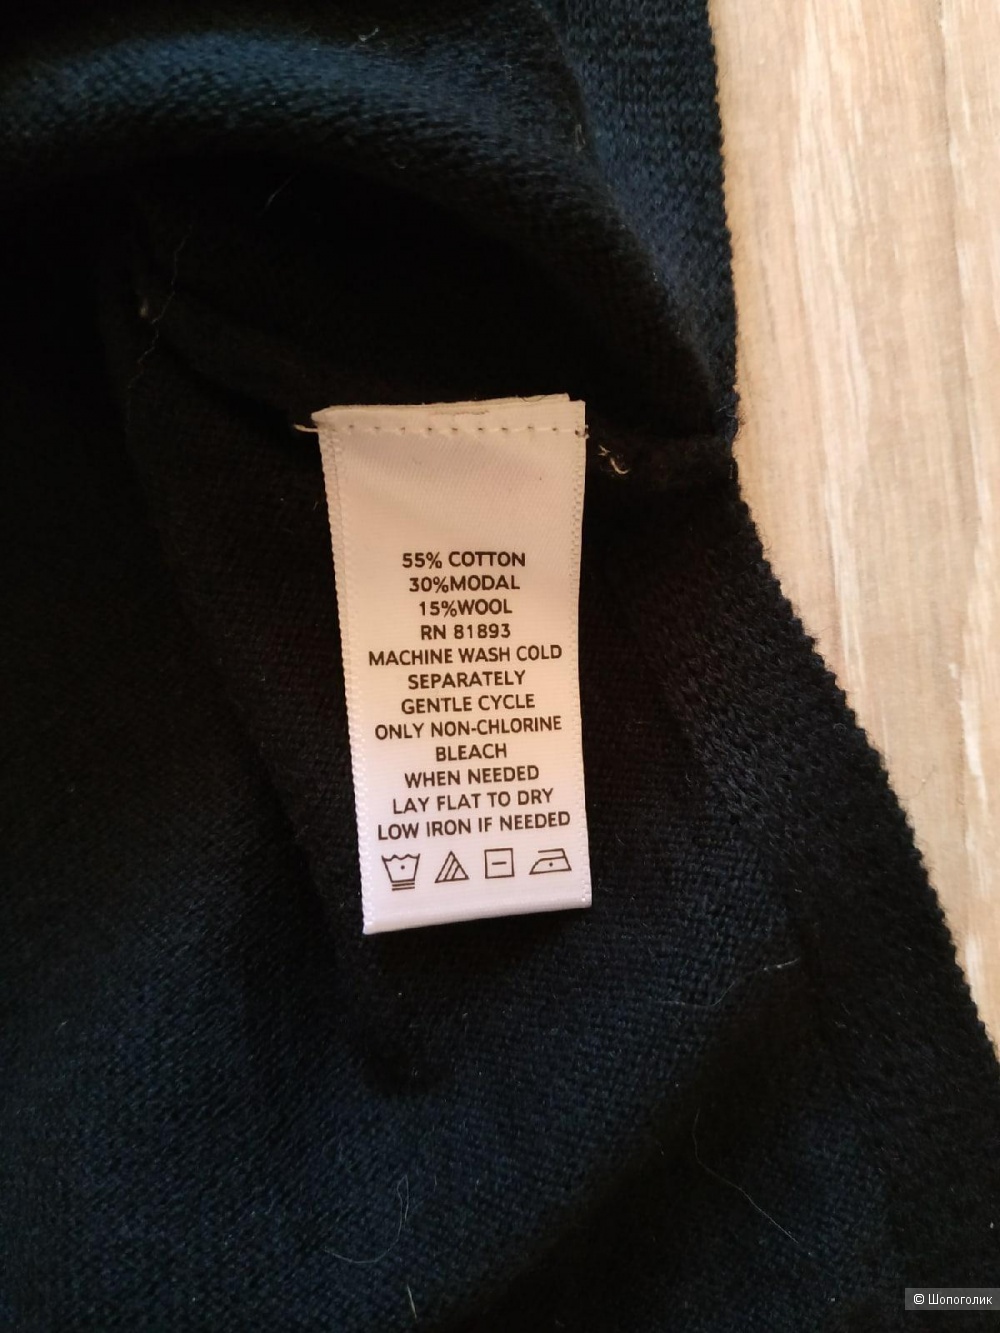 55% COTTON
30%MODAL
15%WOOL
RN 81893
MACHINE WASH COLD
SEPARATELY
GENTLE CYCLE
ONLY NON-CHLORINE
BLEACH
WHEN NEEDED
LAY FLAT TO DRY
LOW IRON IF NEEDED
© Шопоголик